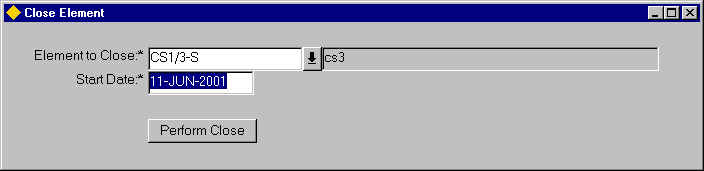 Close Element
Element to Close:* CS1/3-S cs3
Start Date:* 11-JUN-2001
Perform Close